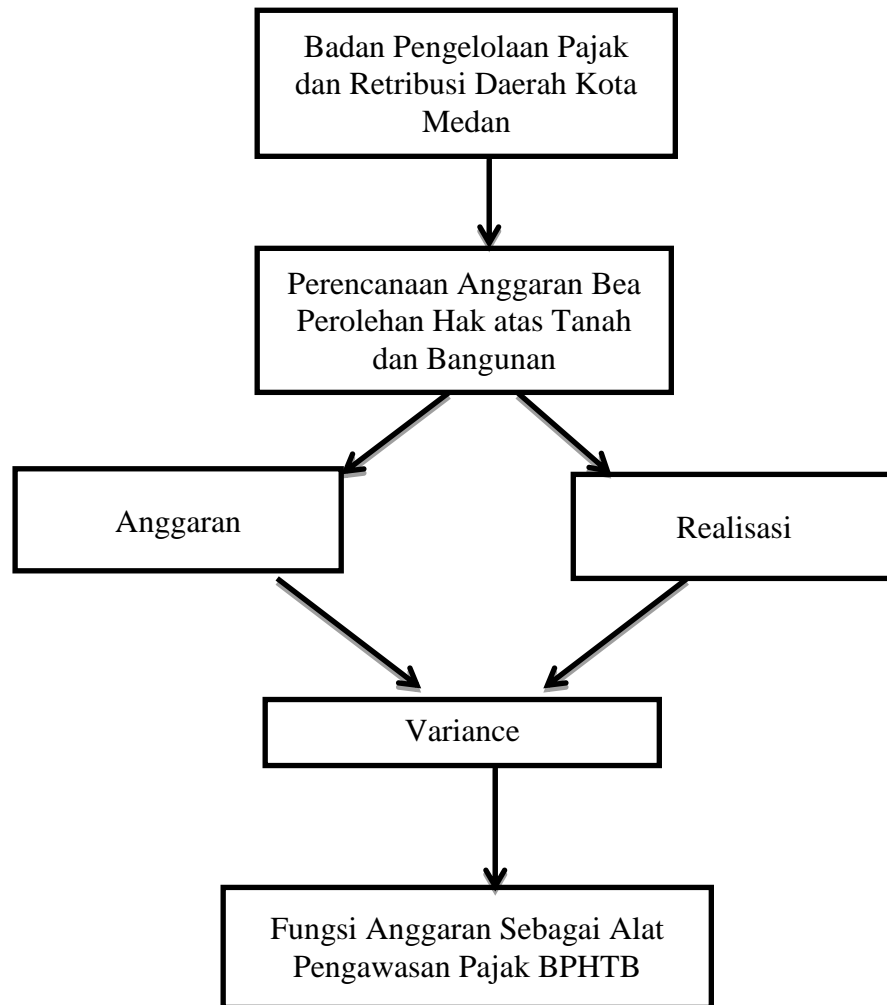 Badan Pengelolaan Pajak
dan Retribusi Daerah Kota
Medan
Perencanaan Anggaran Bea
Perolehan Hak atas Tanah
dan Bangunan
Anggaran
Realisasi
Variance
Fungsi Anggaran Sebagai Alat
Pengawasan Pajak BPHTB